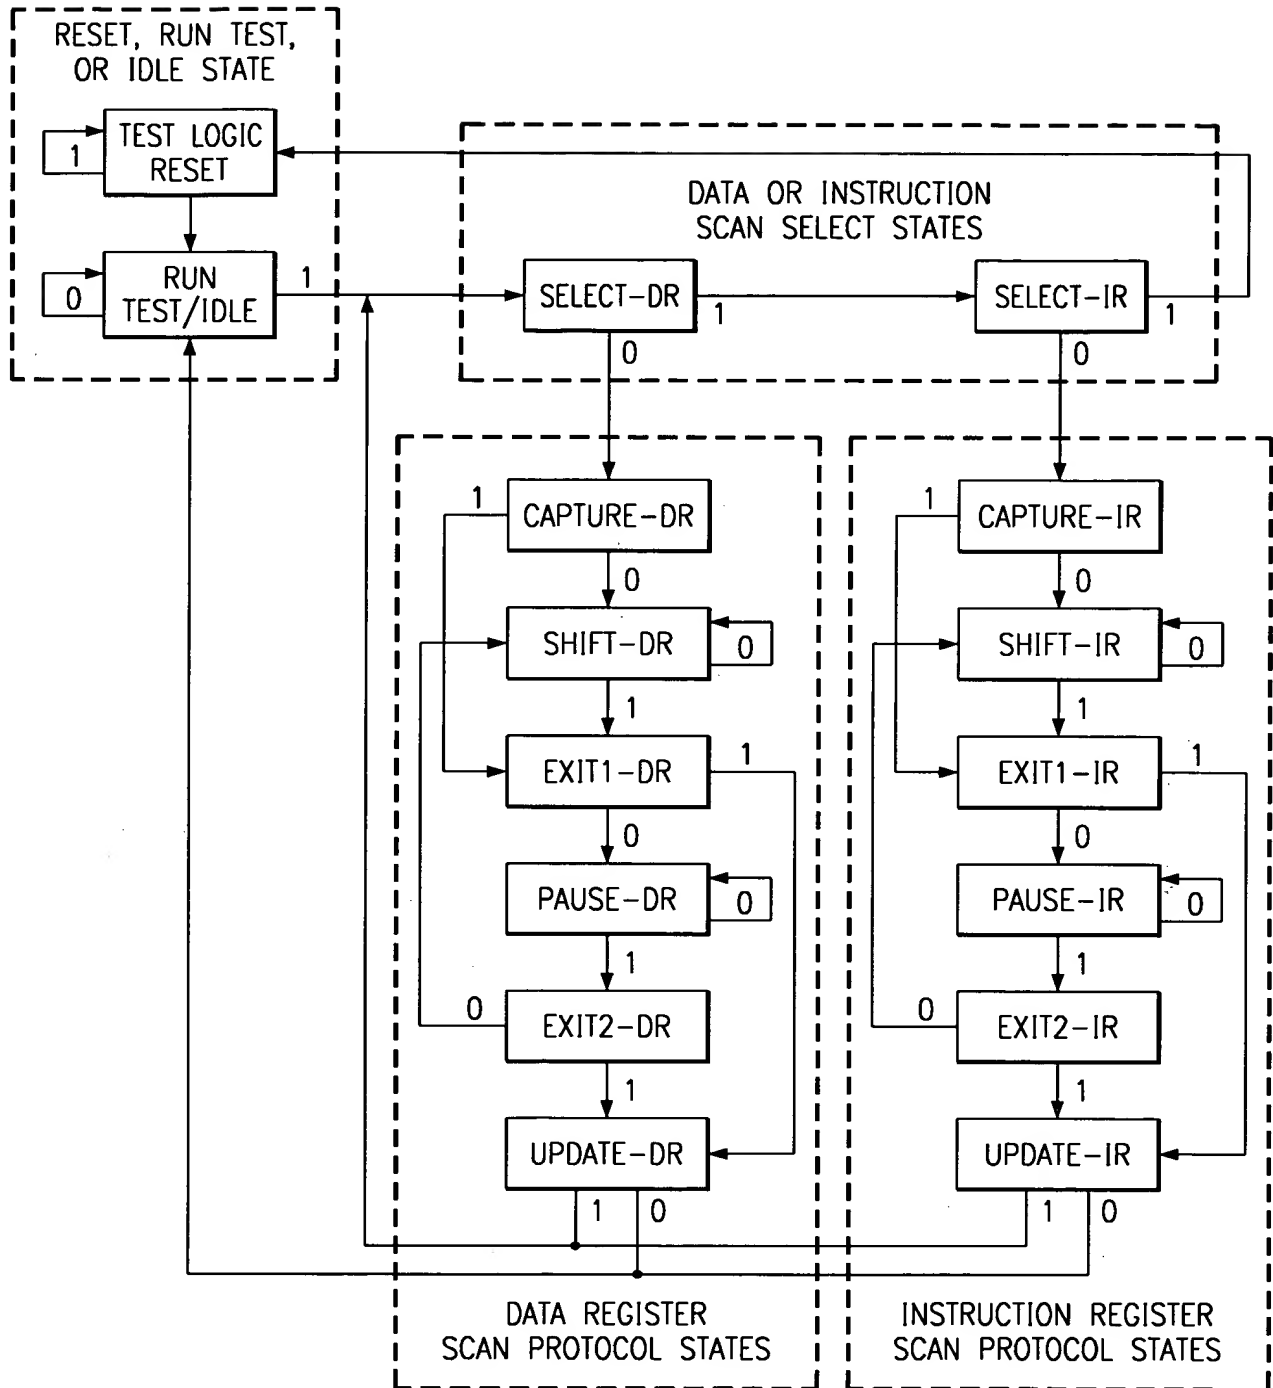 RESET, RUN TEST,
OR IDLE STATE
TEST LOGIC
RESET
1
RUN
TEST/IDLE
0
1
DATA OR INSTRUCTION
SCAN SELECT STATES
SELECT-DR
1
0
SELECT-IR
1
0
CAPTURE-DR
1
0
SHIFT-DR
0
1
EXIT1-DR
1
0
PAUSE-DR
0
1
EXIT2-DR
0
1
UPDATE-DR
1
0
DATA REGISTER
SCAN PROTOCOL STATES
CAPTURE-IR
1
0
SHIFT-IR
0
1
EXIT1-IR
1
0
PAUSE-IR
0
1
EXIT2-IR
0
1
UPDATE-IR
1
0
INSTRUCTION REGISTER
SCAN PROTOCOL STATES